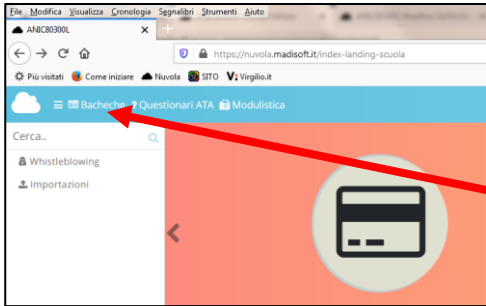 File Modifica Visualizza Cronologia Segnalibri Strumenti Aiuto
ANIC80300L
https://nuvola.madisoft.it/index-landing-scuola
Più visitati Come iniziare Nuvola SITO Virgilio.it
Bacheche ? Questionari ATA Modulistica
Cerca..
Whistleblowing
Importazioni